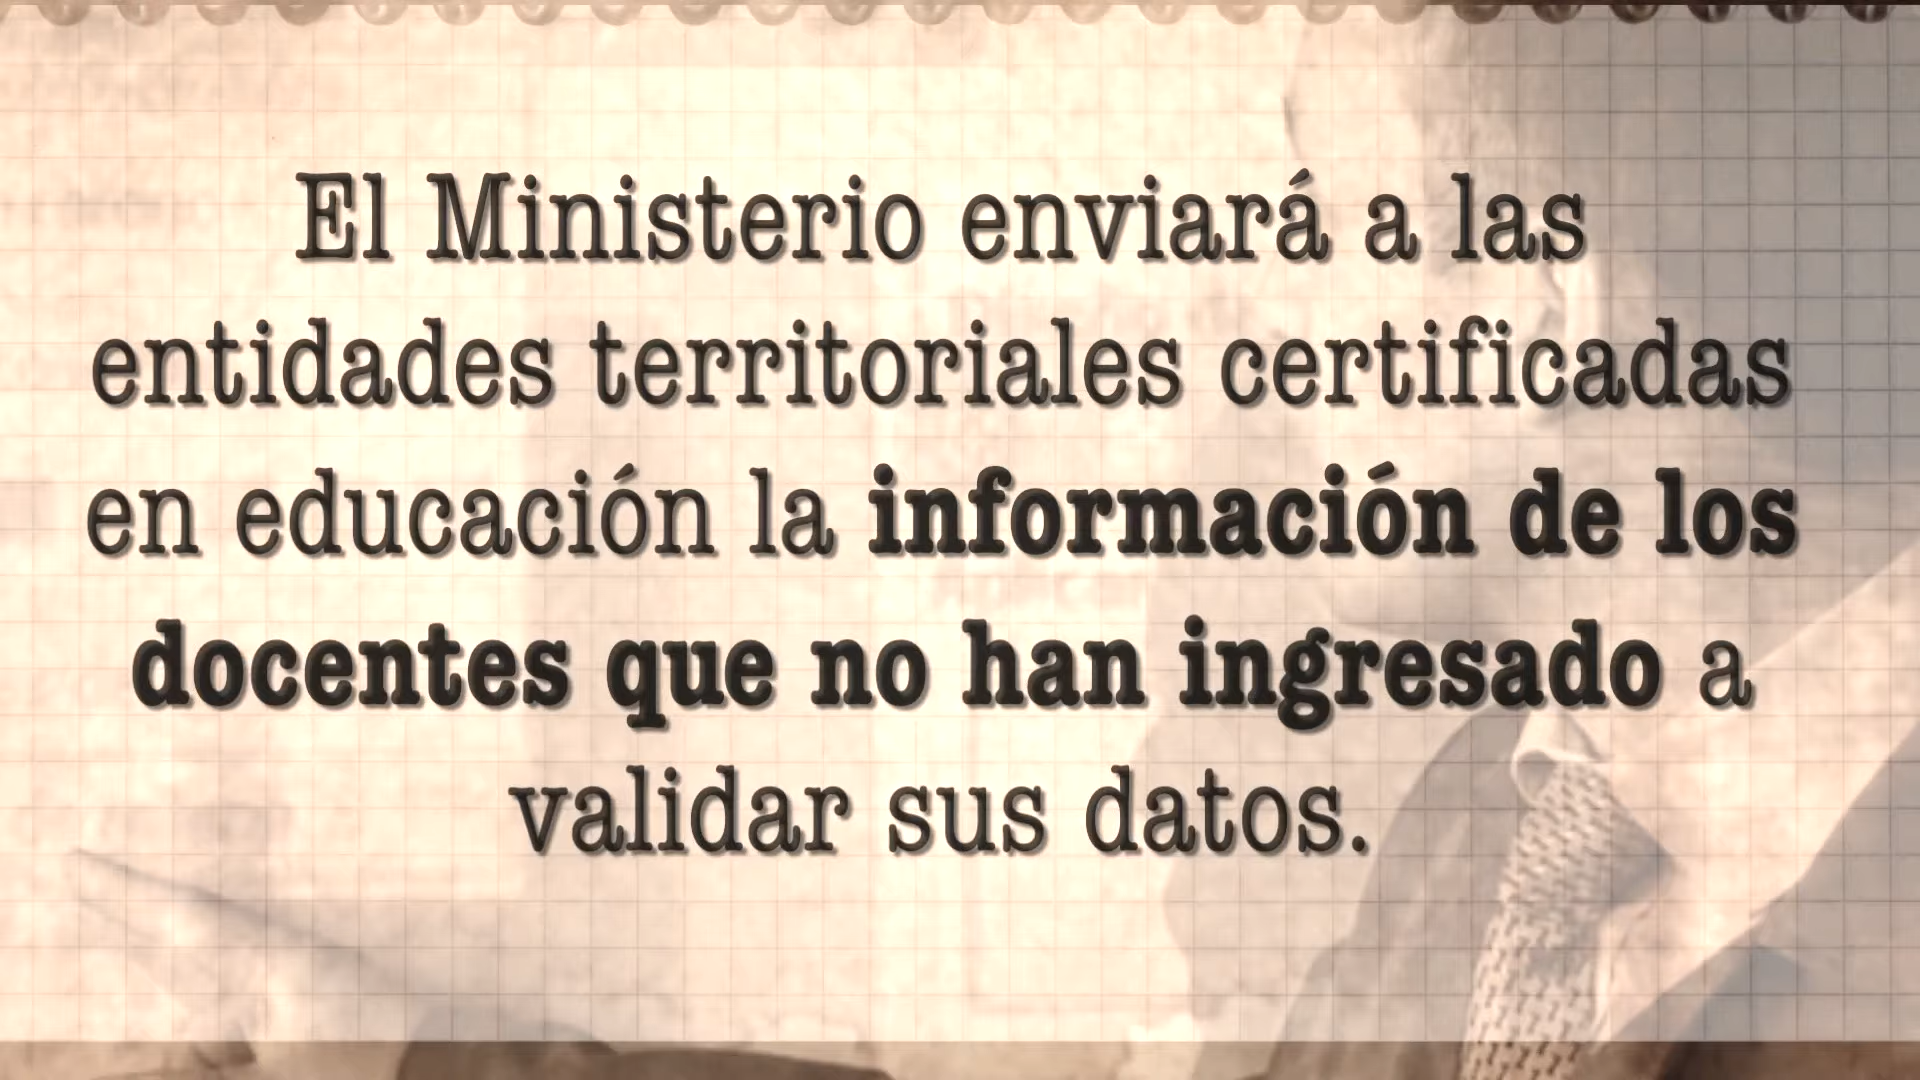 El Ministerio enviará a las
entidades territoriales certificadas
en educación la información de los
docentes que no han ingresado a
validar sus datos.